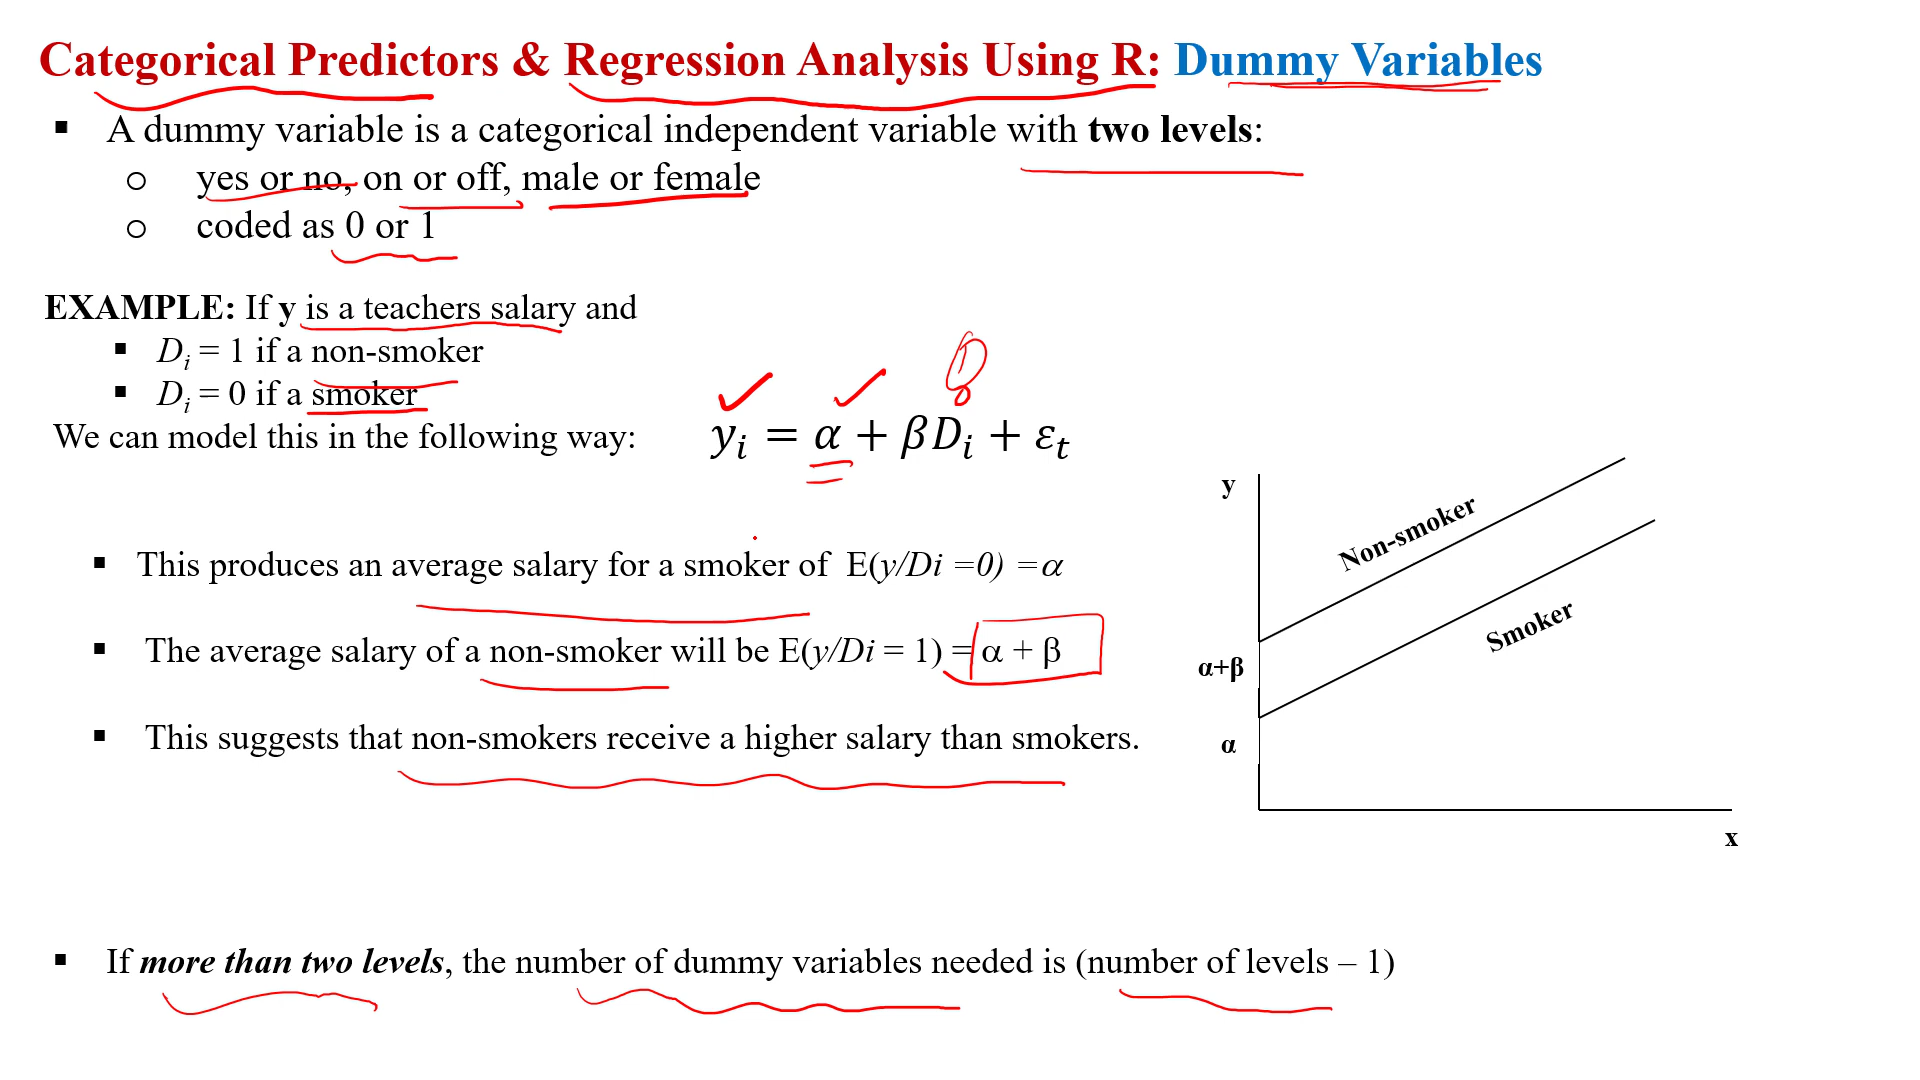 Categorical Predictors & Regression Analysis Using R: Dummy Variables
▪ A dummy variable is a categorical independent variable with two levels:
o yes or no, on or off, male or female
o coded as 0 or 1
EXAMPLE: If y is a teachers salary and
▪ Di = 1 if a non-smoker
▪ Di = 0 if a smoker
We can model this in the following way:
yi = α + βDi + εt
▪ This produces an average salary for a smoker of E(y/Di =0) =α
▪ The average salary of a non-smoker will be E(y/Di = 1) = α + β
▪ This suggests that non-smokers receive a higher salary than smokers.
y
Non-smoker
Smoker
α+β
α
x
▪ If more than two levels, the number of dummy variables needed is (number of levels – 1)